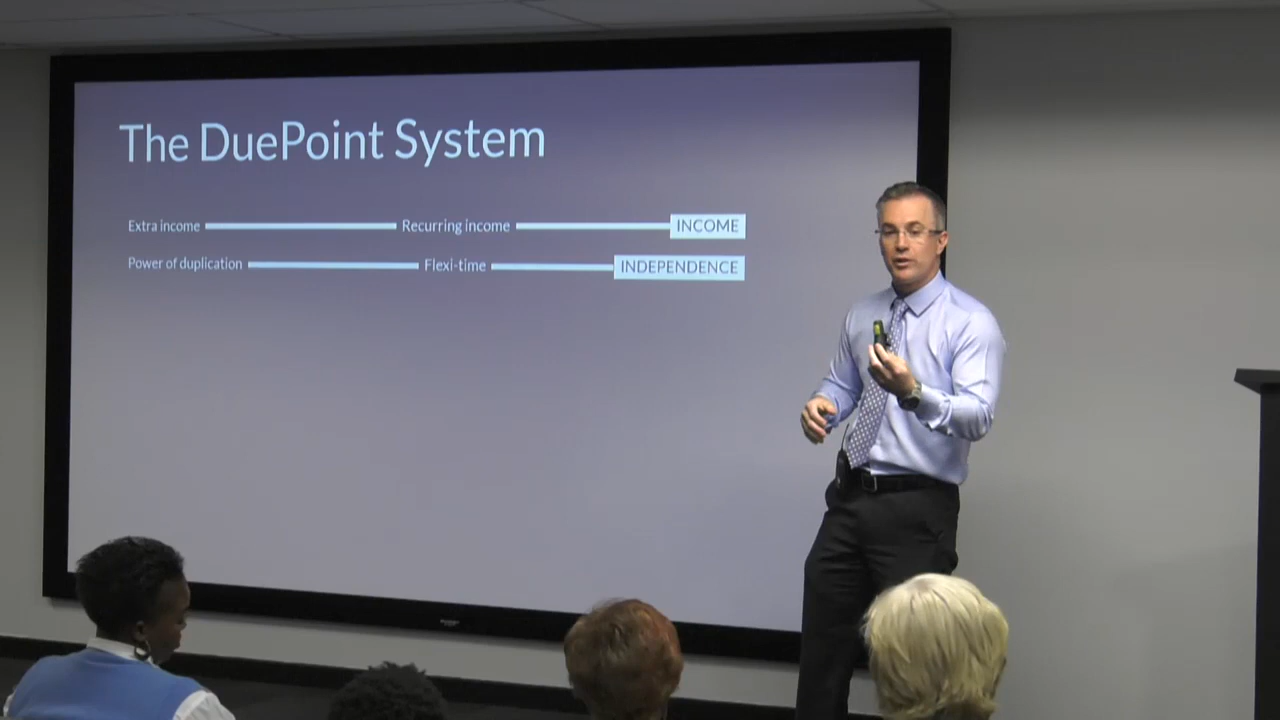 The DuePoint System
Extra income Recurring income INCOME
Power of duplication Flexi-time INDEPENDENCE